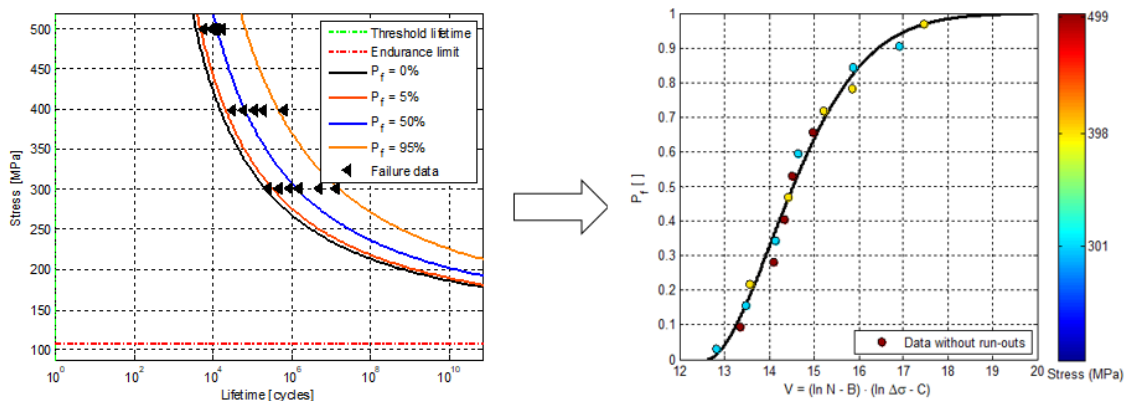 500
450
400
350
300
250
200
150
100
Stress [MPa]
10^0
10^2
10^4
10^6
10^8
10^10
Lifetime [cycles]
Threshold lifetime
Endurance limit
P_f = 0%
P_f = 5%
P_f = 50%
P_f = 95%
Failure data
1
0.9
0.8
0.7
0.6
0.5
0.4
0.3
0.2
0.1
0
P_f [ ]
12
13
14
15
16
17
18
19
20
V = (ln N - B) · (ln Δσ - C)
Data without run-outs
499
398
301
Stress (MPa)